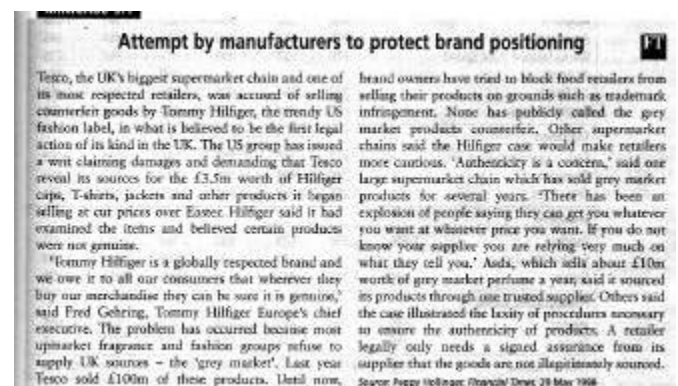 Attempt by manufacturers to protect brand positioning
FT
Tesco, the UK's biggest supermarket chain and one of
its most respected retailers, was accused of selling
counterfeit goods by Tommy Hilfiger, the trendy US
fashion label, in what is believed to be the first legal
action of its kind in the UK. The US group has issued
a writ claiming damages and demanding that Tesco
reveal its sources for the £3.5m worth of Hilfiger
caps, T-shirts, jackets and other products it began
selling at cut prices over Easter. Hilfiger said it had
examined the items and believed certain products
were not genuine.
'Tommy Hilfiger is a globally respected brand and
we owe it to all our consumers that wherever they
buy our merchandise they can be sure it is genuine,'
said Fred Gehring, Tommy Hilfiger Europe's chief
executive. The problem has occurred because most
upmarket fragrance and fashion groups refuse to
supply UK sources – the 'grey market'. Last year
Tesco sold £100m of these products. Until now,
brand owners have tried to block food retailers from
selling their products on grounds such as trademark
infringement. None has publicly called the grey
market products counterfeit. Other supermarket
chains said the Hilfiger case would make retailers
more cautious. 'Authenticity is a concern,' said one
large supermarket chain which has sold grey market
products for several years. 'There has been an
explosion of people saying they can get you whatever
you want at whatever price you want. If you do not
know your supplier you are relying very much on
what they tell you.' Asda, which sells about £10m
worth of grey market perfume a year, said it sourced
its products through one trusted supplier. Others said
the case illustrated the laxity of procedures necessary
to ensure the authenticity of products. A retailer
legally only needs a signed assurance from its
supplier that the goods are not illegitimately sourced.
Source: Peggy Hollinger, Financial Times, 19 May 1998